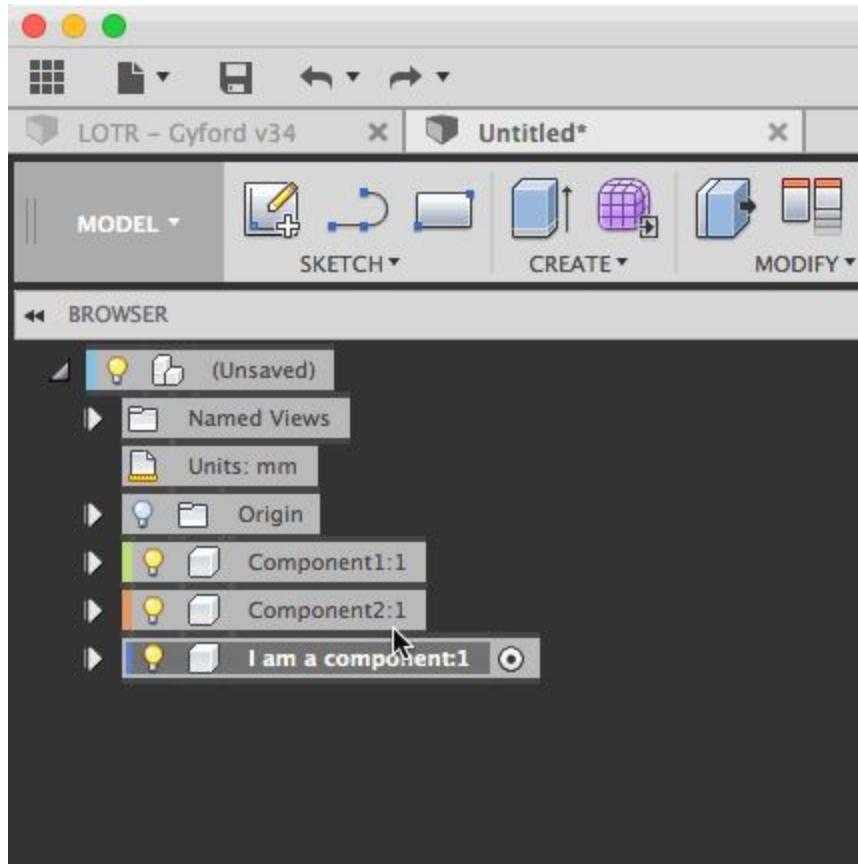 LOTR – Gyford v34
Untitled*
MODEL
SKETCH
CREATE
MODIFY
BROWSER
(Unsaved)
Named Views
Units: mm
Origin
Component1:1
Component2:1
I am a component:1